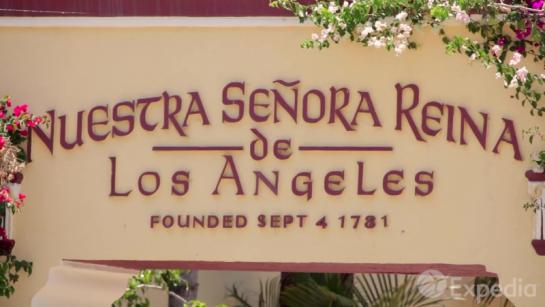 Nuestra Señora Reina
de
Los Angeles
FOUNDED SEPT 4 1781
Expedia